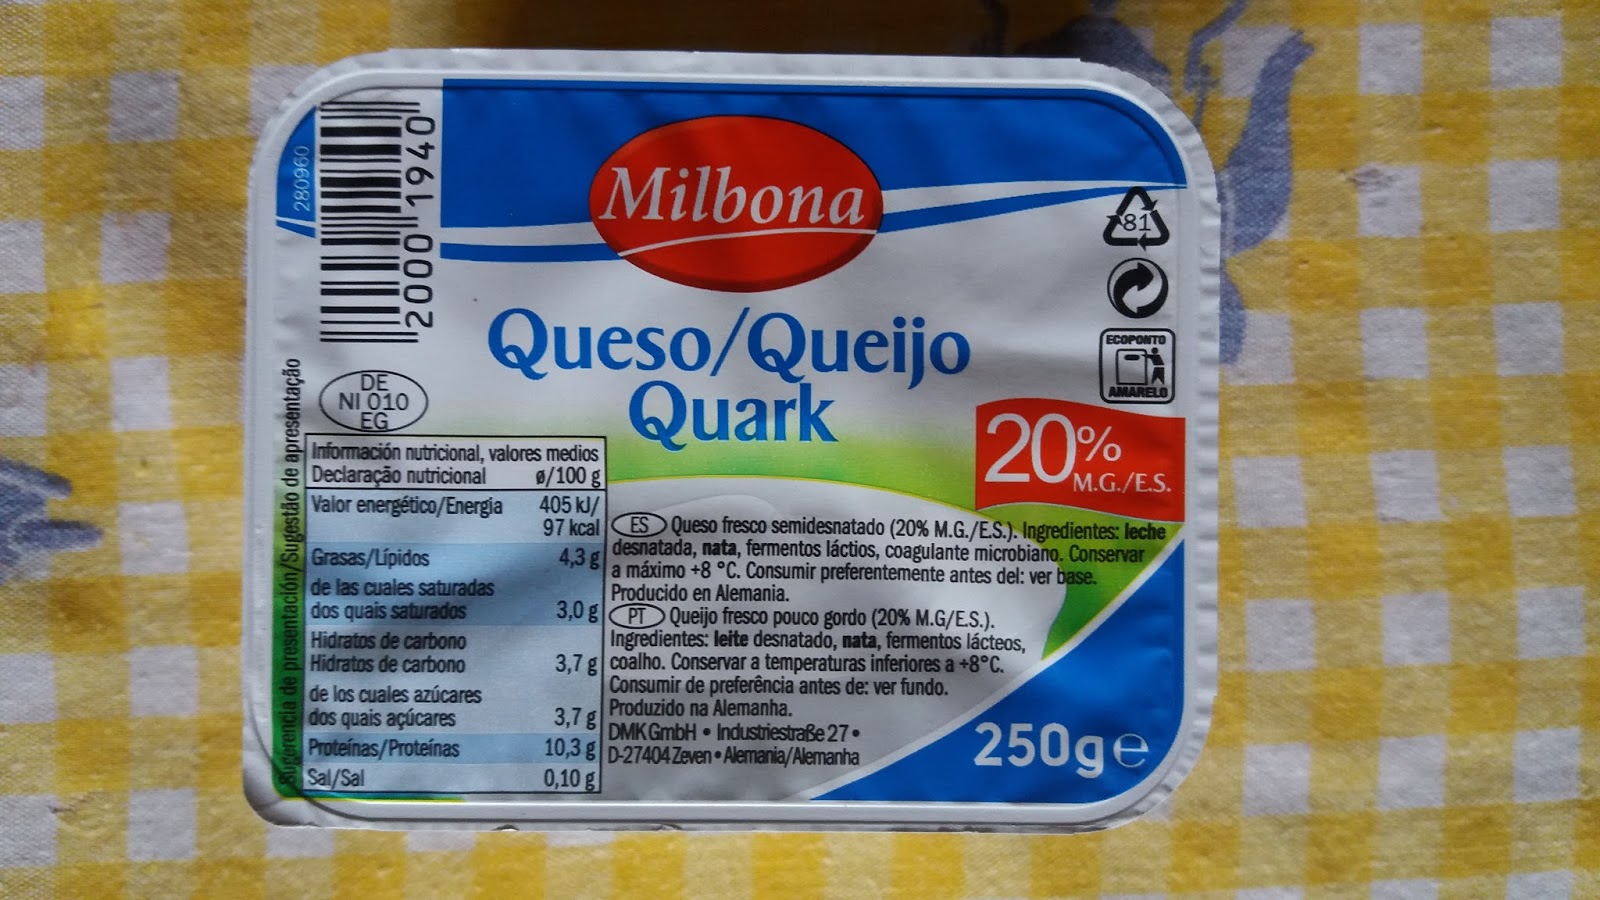 280960
2000 1940
Milbona
81
ECOPONTO
AMARELO
Queso/Queijo
Quark
20%
M.G./E.S.
DE
NI 010
EG
Sugerencia de presentación/Sugestão de apresentação
Información nutricional, valores medios
Declaração nutricional ø/100 g
Valor energético/Energia 405 kJ/
97 kcal
Grasas/Lípidos 4,3 g
de las cuales saturadas
dos quais saturados 3,0 g
Hidratos de carbono
Hidratos de carbono 3,7 g
de los cuales azúcares
dos quais açúcares 3,7 g
Proteínas/Proteínas 10,3 g
Sal/Sal 0,10 g
ES Queso fresco semidesnatado (20% M.G./E.S.). Ingredientes: leche
desnatada, nata, fermentos láctios, coagulante microbiano. Conservar
a máximo +8 °C. Consumir preferentemente antes del: ver base.
Producido en Alemania.
PT Queijo fresco pouco gordo (20% M.G/E.S.).
Ingredientes: leite desnatado, nata, fermentos lácteos,
coalho. Conservar a temperaturas inferiores a +8°C.
Consumir de preferência antes de: ver fundo.
Produzido na Alemanha.
DMK GmbH • Industriestraße 27 •
D-27404 Zeven • Alemania/Alemanha
250g e